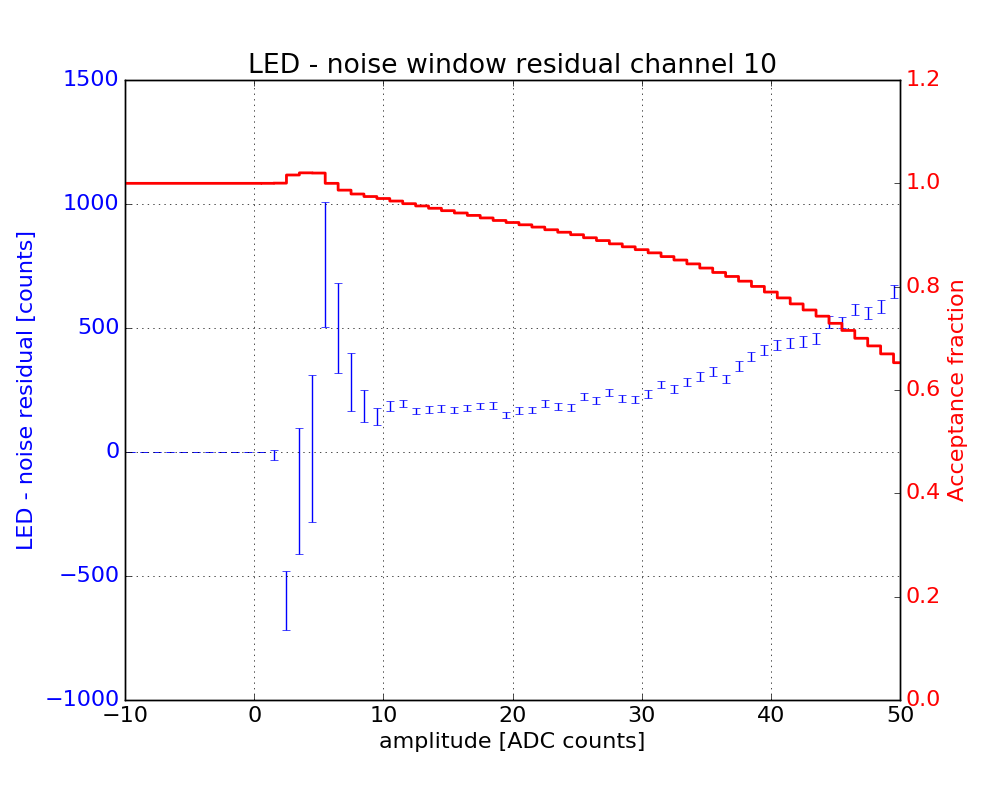 LED - noise window residual channel 10
1500
1000
500
0
−500
−1000
LED - noise residual [counts]
1.2
1.0
0.8
0.6
0.4
0.2
0.0
Acceptance fraction
−10 0 10 20 30 40 50
amplitude [ADC counts]